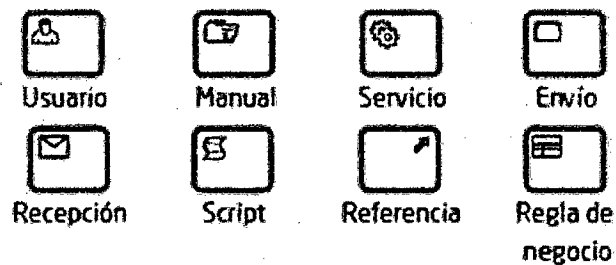 Usuario Manual Servicio Envío
Recepción Script Referencia Regla de
negocio